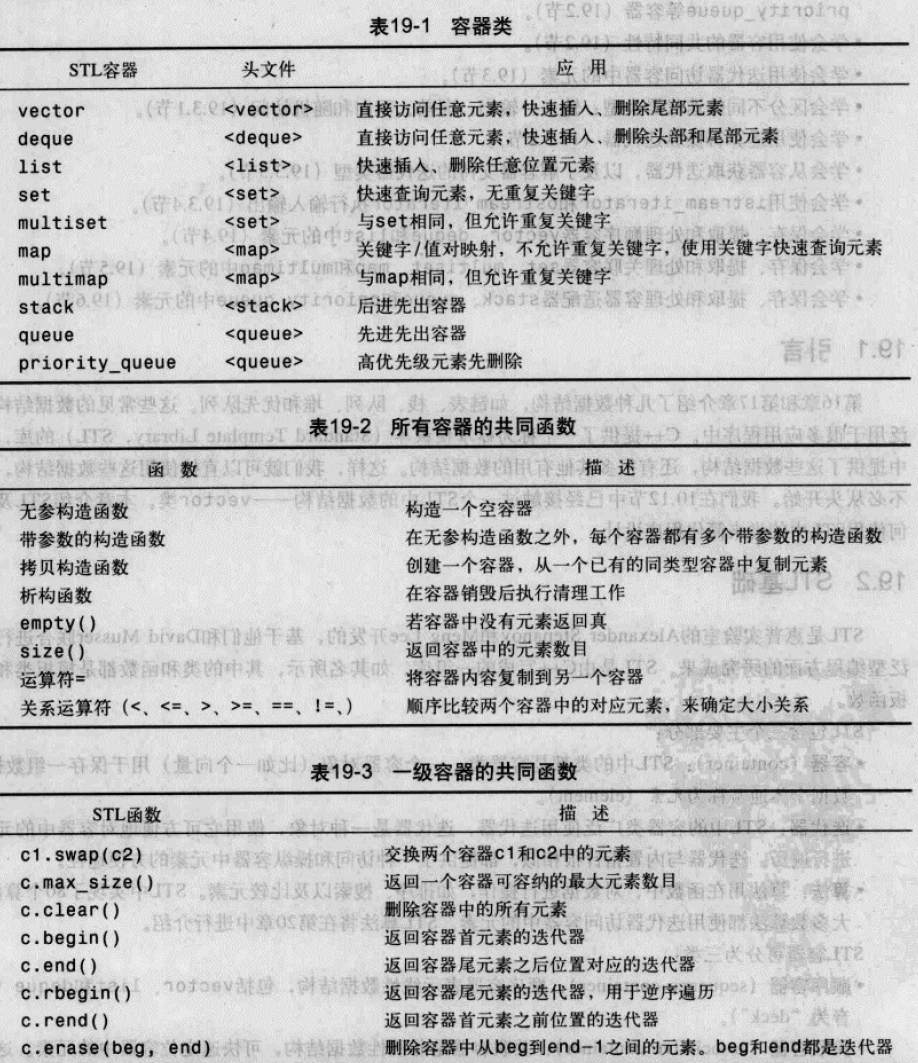 表19-1 容器类
STL容器 头文件 应 用
vector <vector> 直接访问任意元素，快速插入、删除尾部元素
deque <deque> 直接访问任意元素，快速插入、删除头部和尾部元素
list <list> 快速插入、删除任意位置元素
set <set> 快速查询元素，无重复关键字
multiset <set> 与set相同，但允许重复关键字
map <map> 关键字/值对映射，不允许重复关键字，使用关键字快速查询元素
multimap <map> 与map相同，但允许重复关键字
stack <stack> 后进先出容器
queue <queue> 先进先出容器
priority_queue <queue> 高优先级元素先删除
表19-2 所有容器的共同函数
函 数 描 述
无参构造函数 构造一个空容器
带参数的构造函数 在无参构造函数之外，每个容器都有多个带参数的构造函数
拷贝构造函数 创建一个容器，从一个已有的同类型容器中复制元素
析构函数 在容器销毁后执行清理工作
empty() 若容器中没有元素返回真
size() 返回容器中的元素数目
运算符= 将容器内容复制到另一个容器
关系运算符（<、<=、>、>=、==、!=、） 顺序比较两个容器中的对应元素，来确定大小关系
表19-3 一级容器的共同函数
STL函数 描 述
c1.swap(c2) 交换两个容器c1和c2中的元素
c.max_size() 返回一个容器可容纳的最大元素数目
c.clear() 删除容器中的所有元素
c.begin() 返回容器首元素的迭代器
c.end() 返回容器尾元素之后位置对应的迭代器
c.rbegin() 返回容器尾元素的迭代器，用于逆序遍历
c.rend() 返回容器首元素之前位置的迭代器
c.erase(beg, end) 删除容器中从beg到end-1之间的元素。beg和end都是迭代器